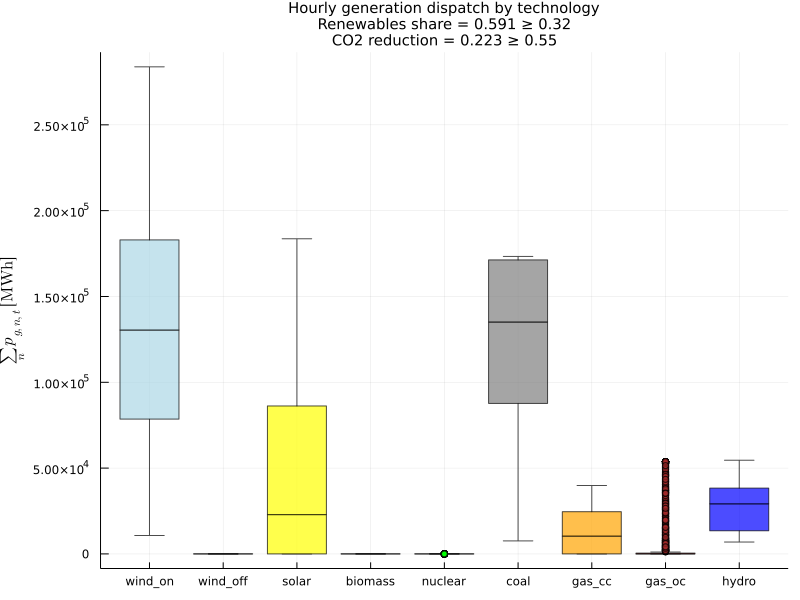 Hourly generation dispatch by technology
Renewables share = 0.591 ≥ 0.32
CO2 reduction = 0.223 ≥ 0.55
∑ₙ p_{g,n,t} [MWh]
2.50×10⁵
2.00×10⁵
1.50×10⁵
1.00×10⁵
5.00×10⁴
0
wind_on wind_off solar biomass nuclear coal gas_cc gas_oc hydro